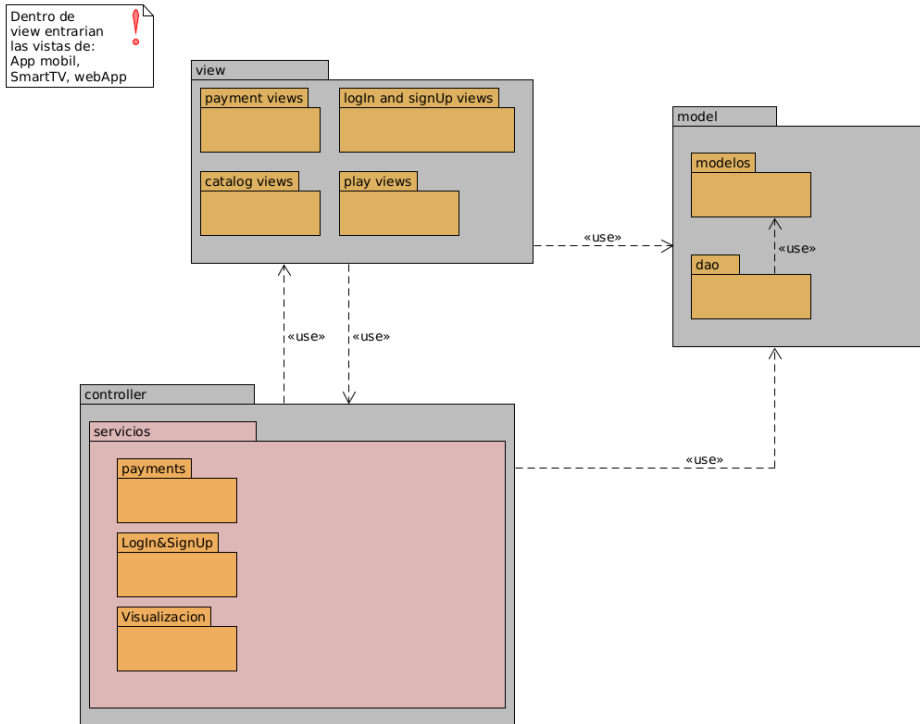 Dentro de
view entrarian
las vistas de:
App mobil,
SmartTV, webApp
view
payment views
logIn and signUp views
catalog views
play views
model
modelos
«use»
dao
«use»
«use»
«use»
controller
servicios
payments
LogIn&SignUp
Visualizacion
«use»